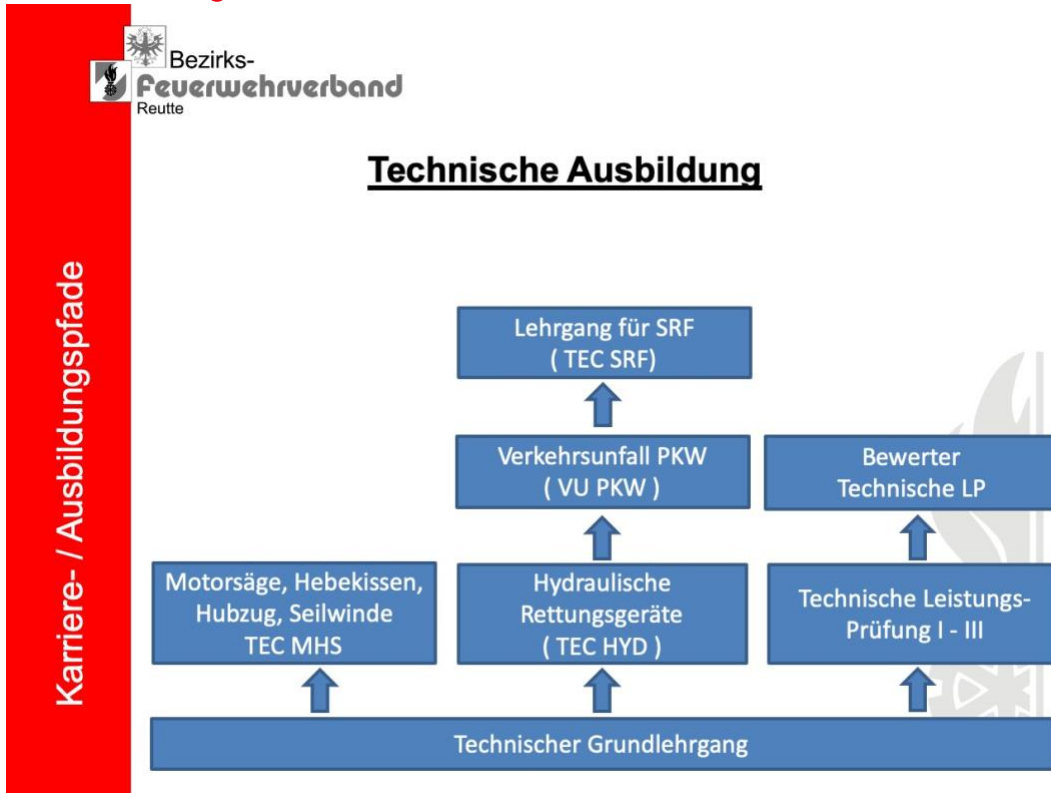 Bezirks-
Feuerwehrverband
Reutte
Technische Ausbildung
Karriere- / Ausbildungspfade
Lehrgang für SRF
( TEC SRF)
Verkehrsunfall PKW
( VU PKW )
Bewerter
Technische LP
Motorsäge, Hebekissen,
Hubzug, Seilwinde
TEC MHS
Hydraulische
Rettungsgeräte
( TEC HYD )
Technische Leistungs-
Prüfung I - III
Technischer Grundlehrgang